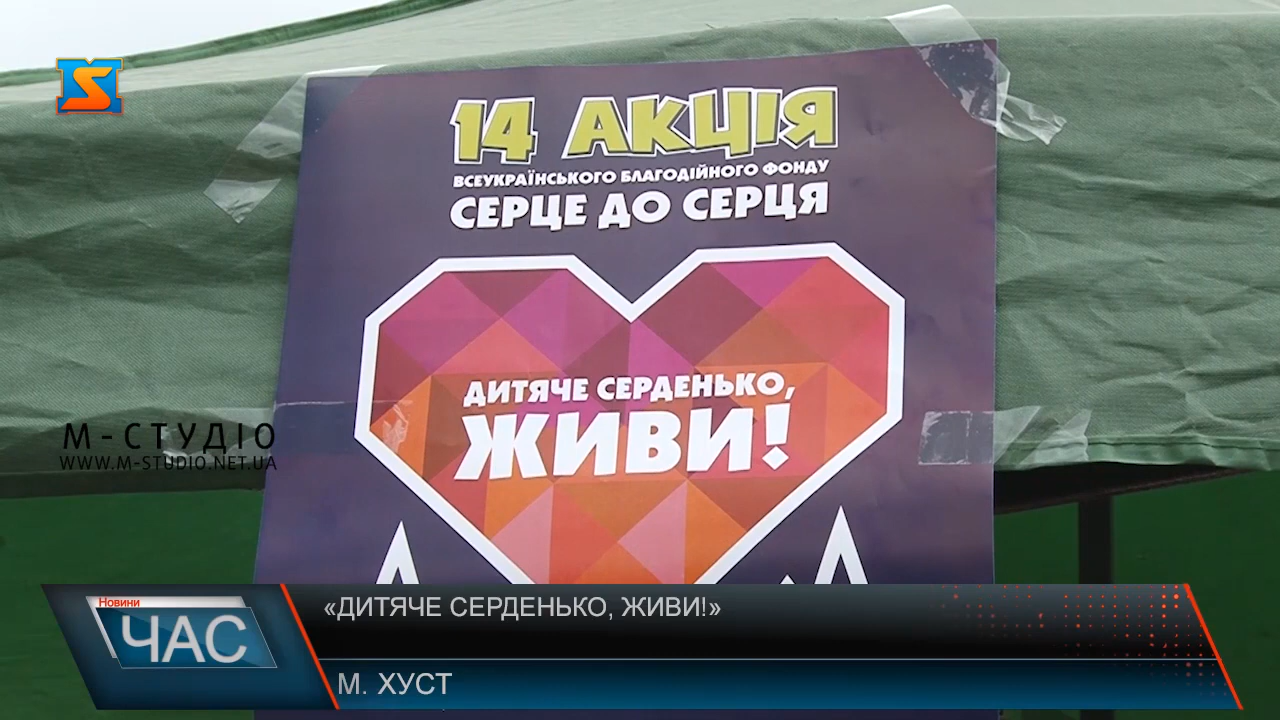 14 АКЦІЯ
ВСЕУКРАЇНСЬКОГО БЛАГОДІЙНОГО ФОНДУ
СЕРЦЕ ДО СЕРЦЯ
ДИТЯЧЕ СЕРДЕНЬКО,
ЖИВИ!
М-СТУДІО
WWW.M-STUDIO.NET.UA
Новини
ЧАС
«ДИТЯЧЕ СЕРДЕНЬКО, ЖИВИ!»
М. ХУСТ